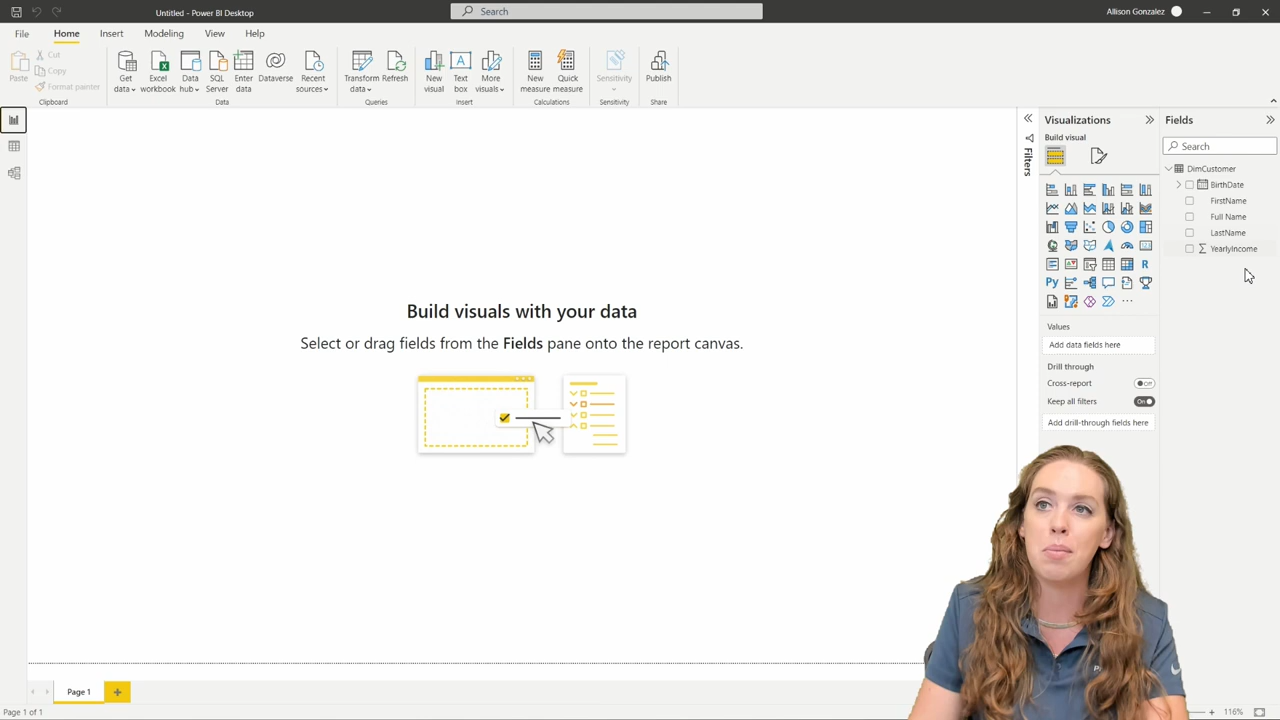 Untitled - Power BI Desktop
Search
Allison Gonzalez
File
Home
Insert
Modeling
View
Help
Paste
Cut
Copy
Format painter
Clipboard
Get data
Excel workbook
Data hub
SQL Server
Enter data
Dataverse
Recent sources
Data
Transform data
Refresh
Queries
New visual
Text box
More visuals
Insert
New measure
Quick measure
Calculations
Sensitivity
Sensitivity
Publish
Share
Filters
Visualizations
Build visual
R
Py
Values
Add data fields here
Drill through
Cross-report
Off
Keep all filters
On
Add drill-through fields here
Fields
Search
DimCustomer
BirthDate
FirstName
Full Name
LastName
YearlyIncome
Build visuals with your data
Select or drag fields from the Fields pane onto the report canvas.
Page 1
Page 1 of 1
116%